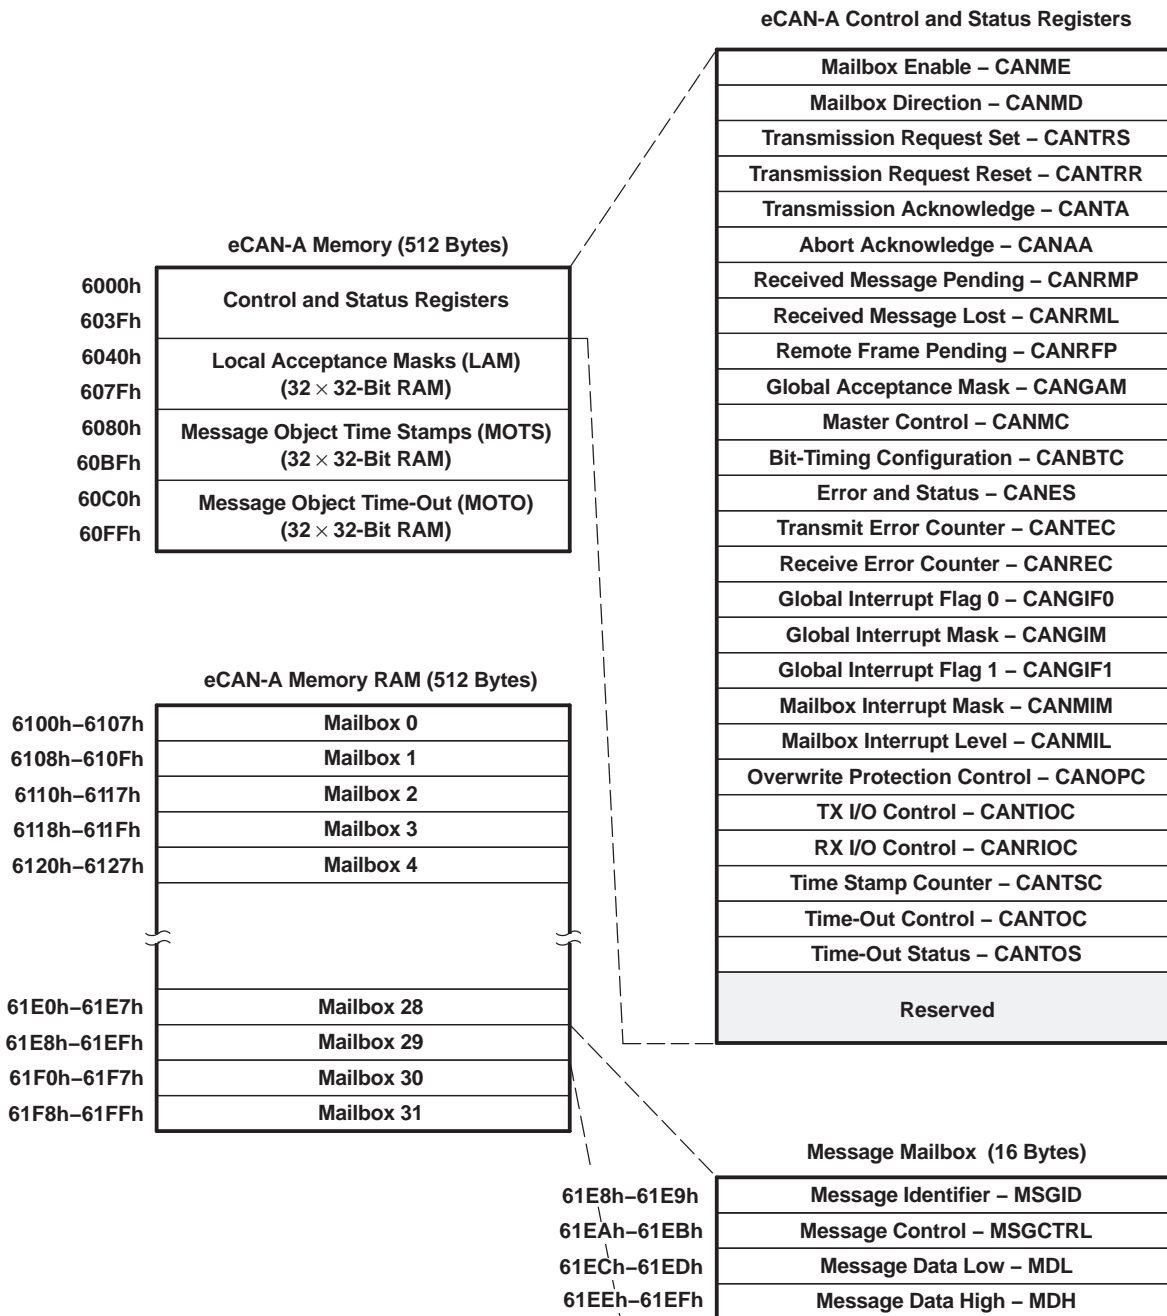 eCAN-A Control and Status Registers
Mailbox Enable – CANME
Mailbox Direction – CANMD
Transmission Request Set – CANTRS
Transmission Request Reset – CANTRR
Transmission Acknowledge – CANTA
Abort Acknowledge – CANAA
Received Message Pending – CANRMP
Received Message Lost – CANRML
Remote Frame Pending – CANRFP
Global Acceptance Mask – CANGAM
Master Control – CANMC
Bit-Timing Configuration – CANBTC
Error and Status – CANES
Transmit Error Counter – CANTEC
Receive Error Counter – CANREC
Global Interrupt Flag 0 – CANGIF0
Global Interrupt Mask – CANGIM
Global Interrupt Flag 1 – CANGIF1
Mailbox Interrupt Mask – CANMIM
Mailbox Interrupt Level – CANMIL
Overwrite Protection Control – CANOPC
TX I/O Control – CANTIOC
RX I/O Control – CANRIOC
Time Stamp Counter – CANTSC
Time-Out Control – CANTOC
Time-Out Status – CANTOS
Reserved
eCAN-A Memory (512 Bytes)
6000h
Control and Status Registers
603Fh
6040h
Local Acceptance Masks (LAM)
(32 × 32-Bit RAM)
607Fh
6080h
Message Object Time Stamps (MOTS)
(32 × 32-Bit RAM)
60BFh
60C0h
Message Object Time-Out (MOTO)
(32 × 32-Bit RAM)
60FFh
eCAN-A Memory RAM (512 Bytes)
6100h–6107h Mailbox 0
6108h–610Fh Mailbox 1
6110h–6117h Mailbox 2
6118h–611Fh Mailbox 3
6120h–6127h Mailbox 4
61E0h–61E7h Mailbox 28
61E8h–61EFh Mailbox 29
61F0h–61F7h Mailbox 30
61F8h–61FFh Mailbox 31
Message Mailbox (16 Bytes)
61E8h–61E9h Message Identifier – MSGID
61EAh–61EBh Message Control – MSGCTRL
61ECh–61EDh Message Data Low – MDL
61EEh–61EFh Message Data High – MDH